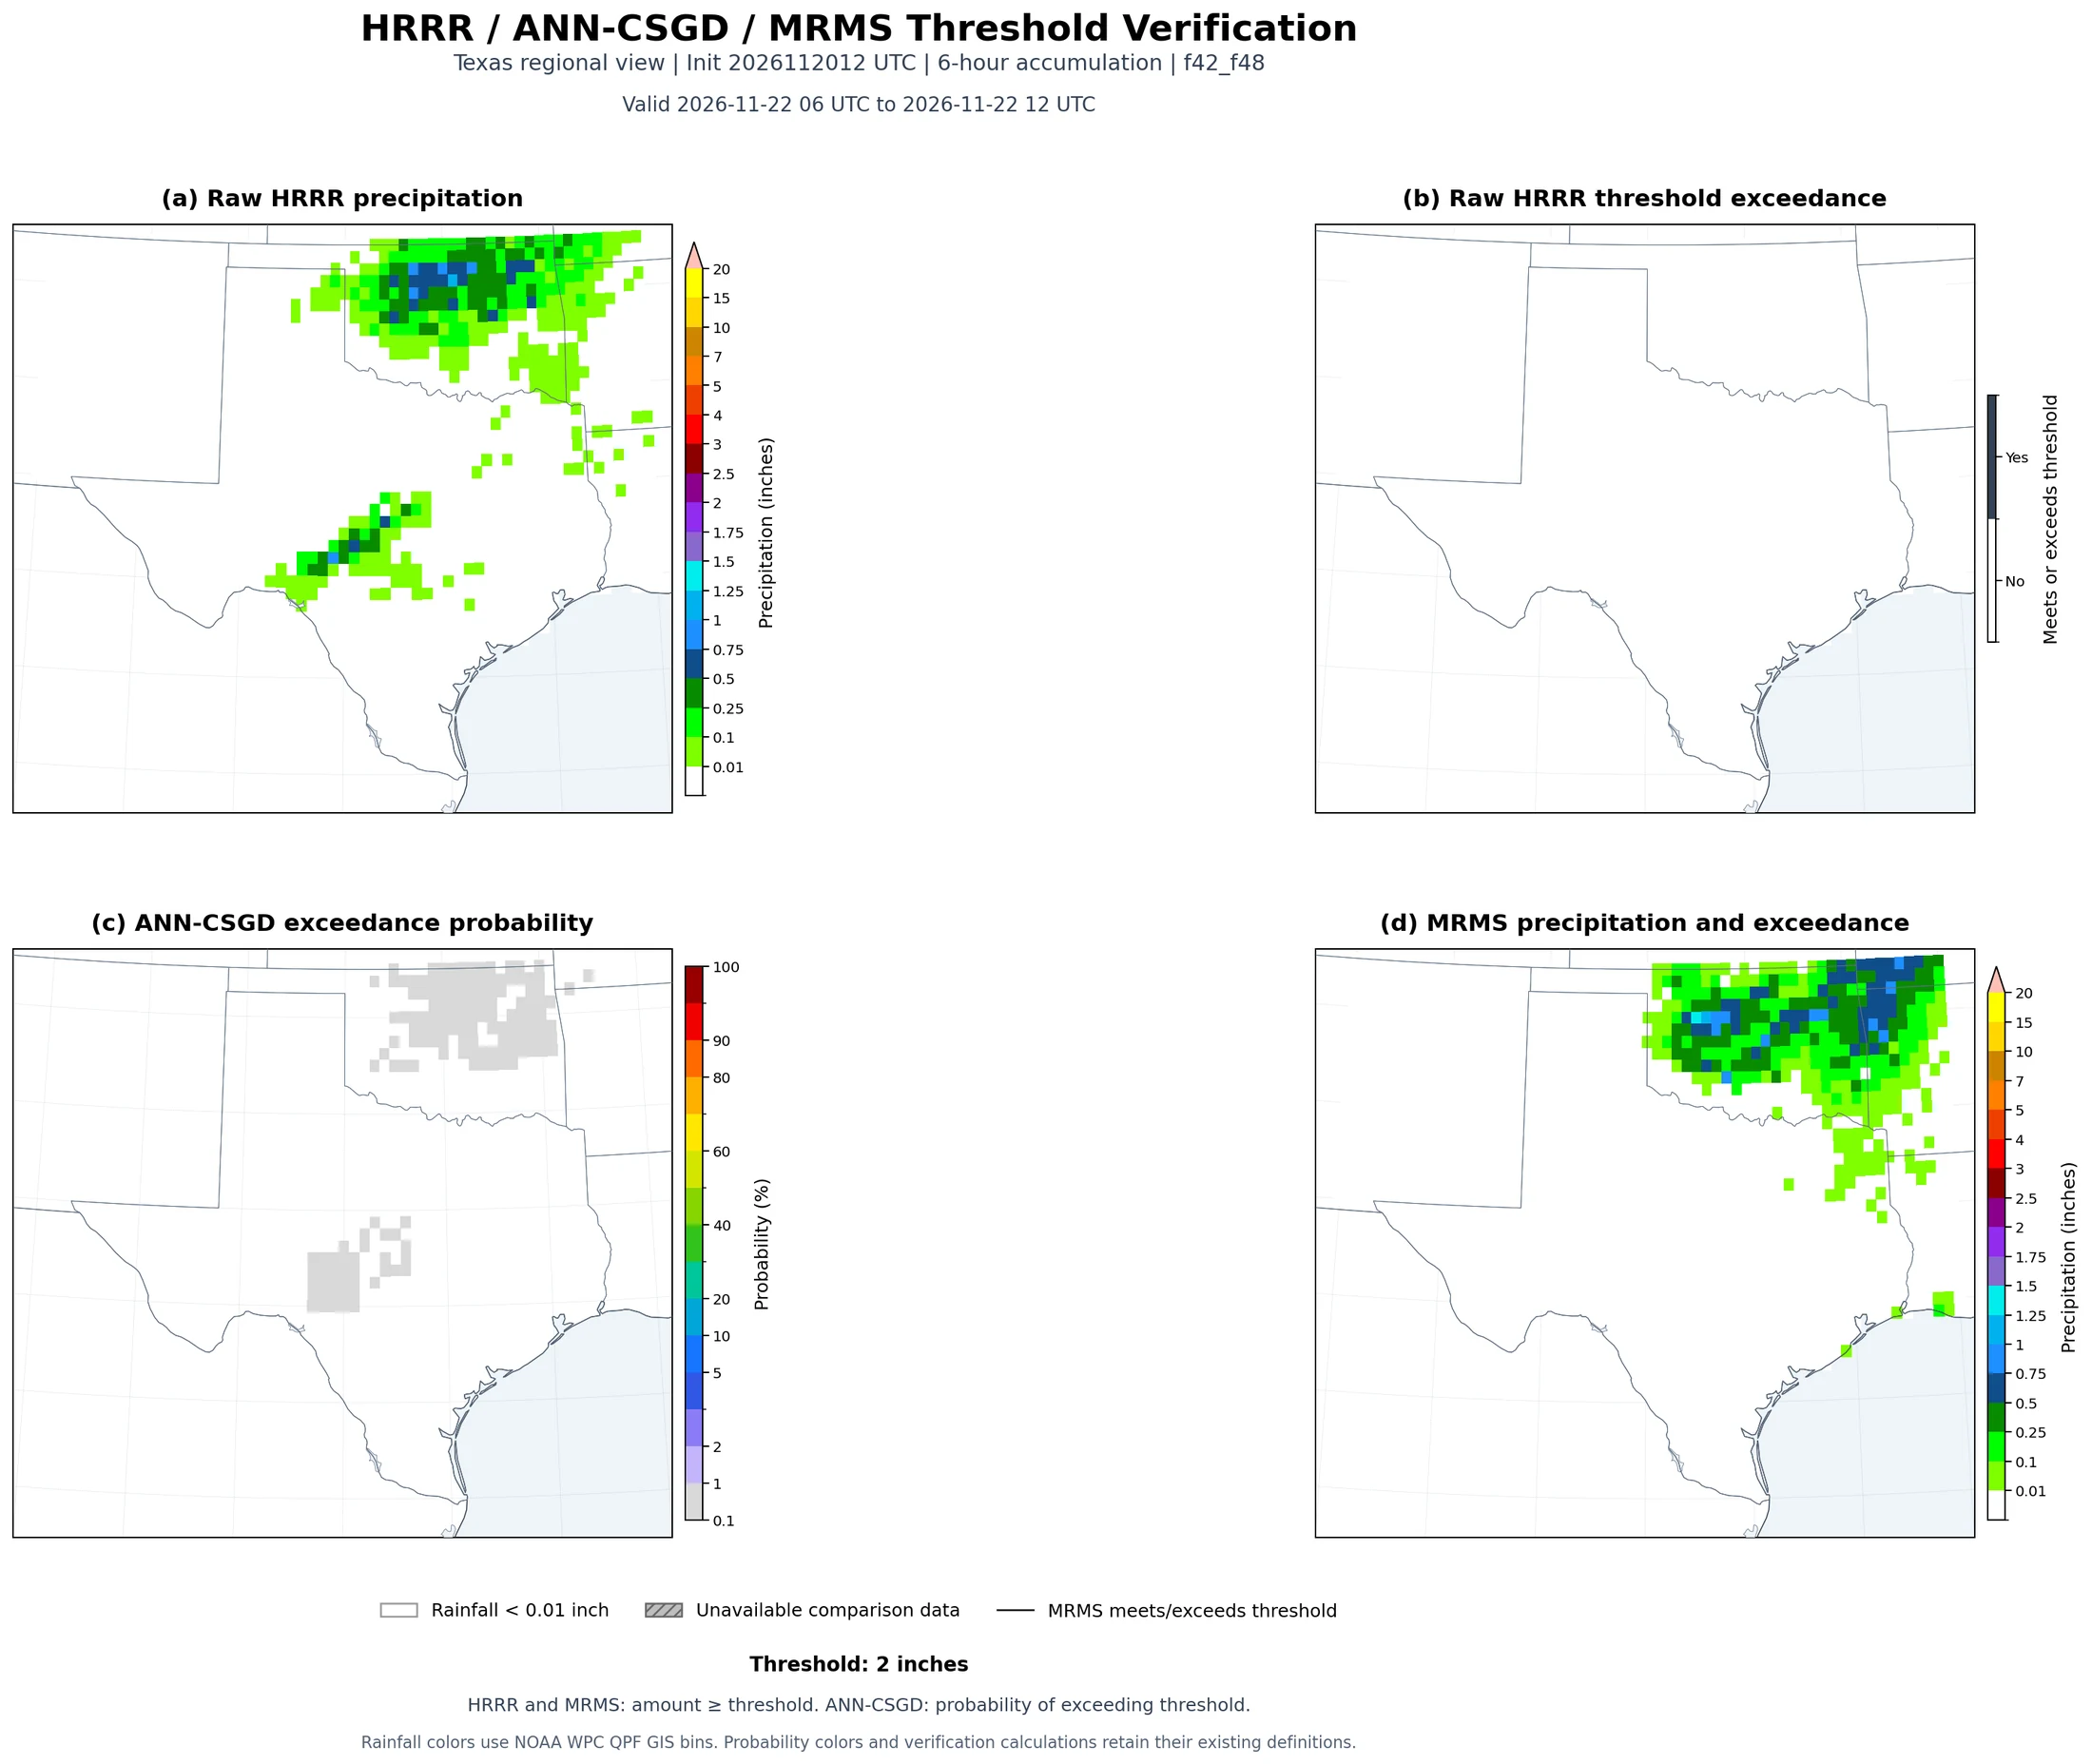 HRRR / ANN-CSGD / MRMS Threshold Verification
Texas regional view | Init 2026112012 UTC | 6-hour accumulation | f42_f48
Valid 2026-11-22 06 UTC to 2026-11-22 12 UTC
(a) Raw HRRR precipitation
20
15
10
7
5
4
3
2.5
2
1.75
1.5
1.25
1
0.75
0.5
0.25
0.1
0.01
Precipitation (inches)
(b) Raw HRRR threshold exceedance
Yes
No
Meets or exceeds threshold
(c) ANN-CSGD exceedance probability
100
90
80
60
40
20
10
5
2
1
0.1
Probability (%)
(d) MRMS precipitation and exceedance
20
15
10
7
5
4
3
2.5
2
1.75
1.5
1.25
1
0.75
0.5
0.25
0.1
0.01
Precipitation (inches)
Rainfall < 0.01 inch
Unavailable comparison data
MRMS meets/exceeds threshold
Threshold: 2 inches
HRRR and MRMS: amount ≥ threshold. ANN-CSGD: probability of exceeding threshold.
Rainfall colors use NOAA WPC QPF GIS bins. Probability colors and verification calculations retain their existing definitions.